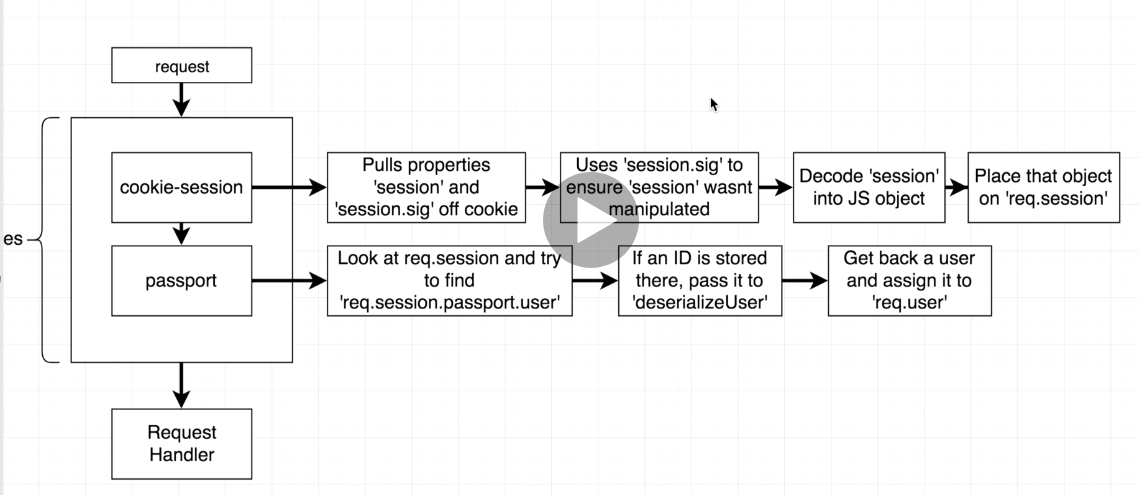 request
cookie-session
Pulls properties
'session' and
'session.sig' off cookie
Uses 'session.sig' to
ensure 'session' wasnt
manipulated
Decode 'session'
into JS object
Place that object
on 'req.session'
es
passport
Look at req.session and try
to find
'req.session.passport.user'
If an ID is stored
there, pass it to
'deserializeUser'
Get back a user
and assign it to
'req.user'
Request
Handler